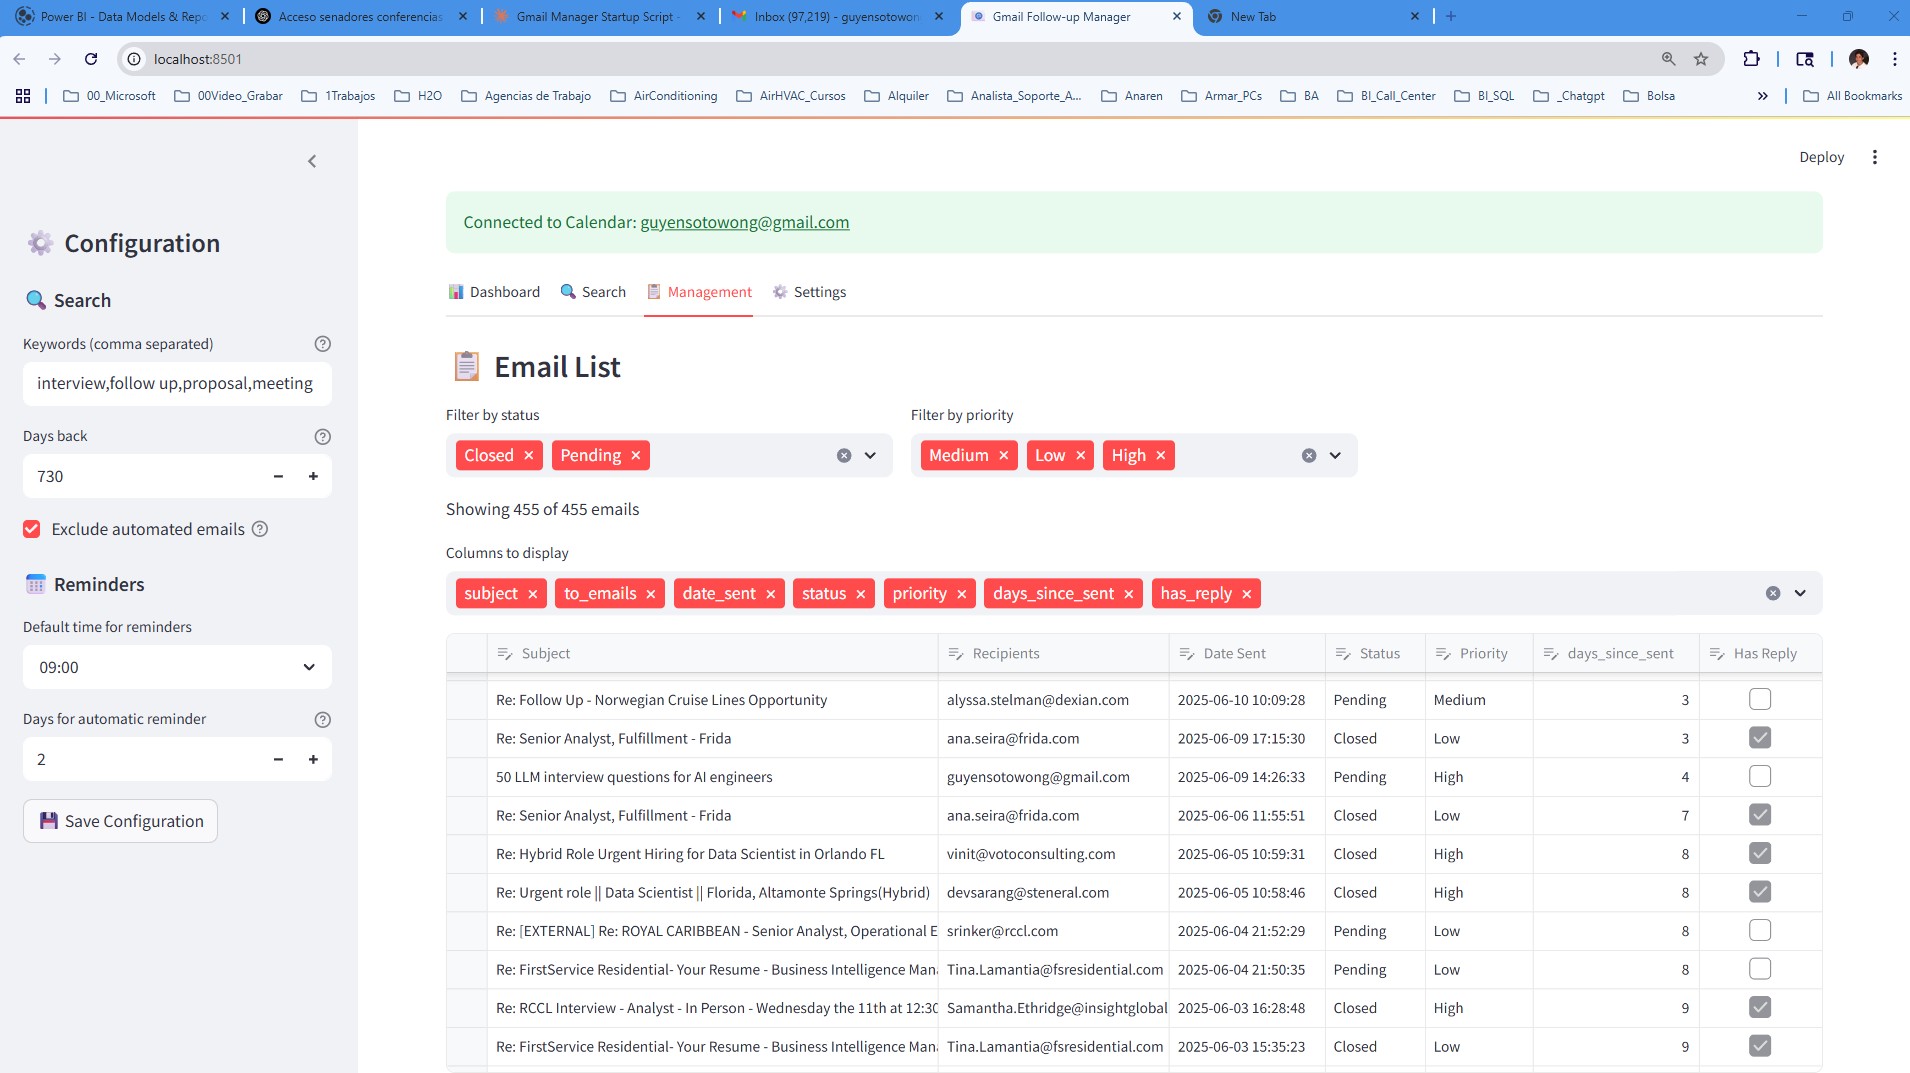 Power BI - Data Models & Repo
Acceso senadores conferencias
Gmail Manager Startup Script -
Inbox (97,219) - guyensotowon
Gmail Follow-up Manager
New Tab
localhost:8501
00_Microsoft
00Video_Grabar
1Trabajos
H2O
Agencias de Trabajo
AirConditioning
AirHVAC_Cursos
Alquiler
Analista_Soporte_A...
Anaren
Armar_PCs
BA
BI_Call_Center
BI_SQL
_Chatgpt
Bolsa
All Bookmarks
Deploy
Configuration
Search
Keywords (comma separated)
interview,follow up,proposal,meeting
Days back
730
Exclude automated emails
Reminders
Default time for reminders
09:00
Days for automatic reminder
2
Save Configuration
Connected to Calendar: guyensotowong@gmail.com
Dashboard Search Management Settings
Email List
Filter by status
Closed Pending
Filter by priority
Medium Low High
Showing 455 of 455 emails
Columns to display
subject to_emails date_sent status priority days_since_sent has_reply
Subject Recipients Date Sent Status Priority days_since_sent Has Reply
Re: Follow Up - Norwegian Cruise Lines Opportunity alyssa.stelman@dexian.com 2025-06-10 10:09:28 Pending Medium 3
Re: Senior Analyst, Fulfillment - Frida ana.seira@frida.com 2025-06-09 17:15:30 Closed Low 3
50 LLM interview questions for AI engineers guyensotowong@gmail.com 2025-06-09 14:26:33 Pending High 4
Re: Senior Analyst, Fulfillment - Frida ana.seira@frida.com 2025-06-06 11:55:51 Closed Low 7
Re: Hybrid Role Urgent Hiring for Data Scientist in Orlando FL vinit@votoconsulting.com 2025-06-05 10:59:31 Closed High 8
Re: Urgent role || Data Scientist || Florida, Altamonte Springs(Hybrid) devsarang@steneral.com 2025-06-05 10:58:46 Closed High 8
Re: [EXTERNAL] Re: ROYAL CARIBBEAN - Senior Analyst, Operational E srinker@rccl.com 2025-06-04 21:52:29 Pending Low 8
Re: FirstService Residential- Your Resume - Business Intelligence Man Tina.Lamantia@fsresidential.com 2025-06-04 21:50:35 Pending Low 8
Re: RCCL Interview - Analyst - In Person - Wednesday the 11th at 12:30 Samantha.Ethridge@insightglobal 2025-06-03 16:28:48 Closed High 9
Re: FirstService Residential- Your Resume - Business Intelligence Man Tina.Lamantia@fsresidential.com 2025-06-03 15:35:23 Closed Low 9